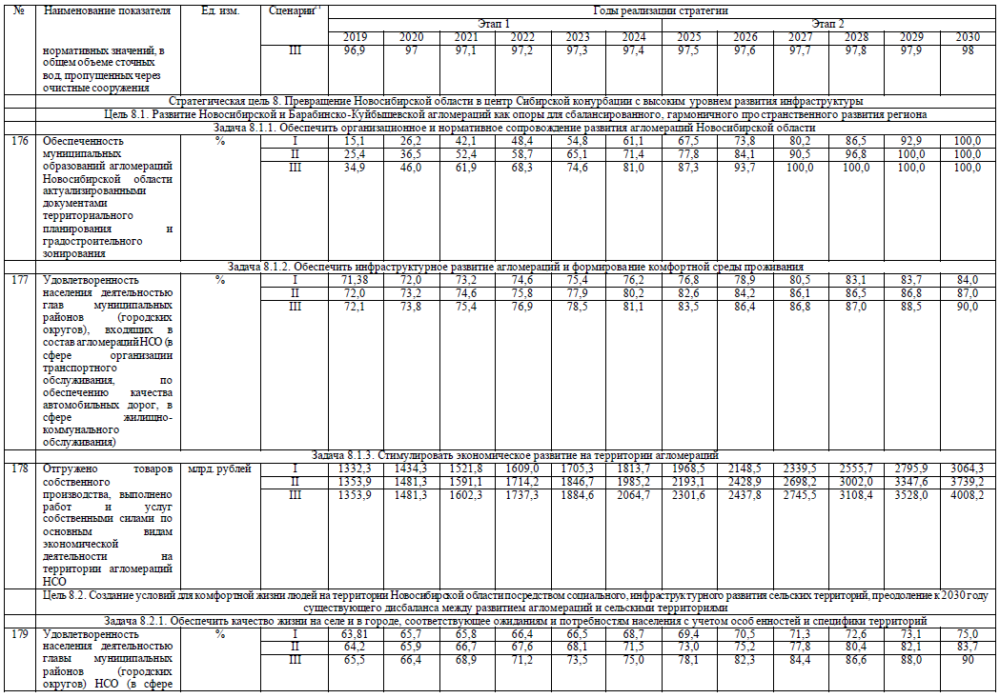 № Наименование показателя Ед. изм. Сценарий Годы реализации стратегии
Этап 1 Этап 2
2019 2020 2021 2022 2023 2024 2025 2026 2027 2028 2029 2030
нормативных значений, в III 96,9 97 97,1 97,2 97,3 97,4 97,5 97,6 97,7 97,8 97,9 98
общем объеме сточных
вод, пропущенных через
очистные сооружения
Стратегическая цель 8. Превращение Новосибирской области в центр Сибирской конурбации с высоким уровнем развития инфраструктуры
Цель 8.1. Развитие Новосибирской и Барабинско-Куйбышевской агломераций как опоры для сбалансированного, гармоничного пространственного развития региона
Задача 8.1.1. Обеспечить организационное и нормативное сопровождение развития агломераций Новосибирской области
176 Обеспеченность % I 15,1 26,2 42,1 48,4 54,8 61,1 67,5 73,8 80,2 86,5 92,9 100,0
муниципальных II 25,4 36,5 52,4 58,7 65,1 71,4 77,8 84,1 90,5 96,8 100,0 100,0
образований агломераций III 34,9 46,0 61,9 68,3 74,6 81,0 87,3 93,7 100,0 100,0 100,0 100,0
Новосибирской области
актуализированными
документами
территориального
планирования и
градостроительного
зонирования
Задача 8.1.2. Обеспечить инфраструктурное развитие агломераций и формирование комфортной среды проживания
177 Удовлетворенность % I 71,38 72,0 73,2 74,6 75,4 76,2 76,8 78,9 80,5 83,1 83,7 84,0
населения деятельностью II 72,0 73,2 74,6 75,8 77,9 80,2 82,6 84,2 86,1 86,5 86,8 87,0
глав муниципальных III 72,1 73,8 75,4 76,9 78,5 81,1 83,5 86,4 86,8 87,0 88,5 90,0
районов (городских
округов), входящих в
состав агломераций НСО (в
сфере организации
транспортного
обслуживания, по
обеспечению качества
автомобильных дорог, в
сфере жилищно-
коммунального
обслуживания)
Задача 8.1.3. Стимулировать экономическое развитие на территории агломераций
178 Отгружено товаров млрд. рублей I 1332,3 1434,3 1521,8 1609,0 1705,3 1813,7 1968,5 2148,5 2339,5 2555,7 2795,9 3064,3
собственного II 1353,9 1481,3 1591,1 1714,2 1846,7 1985,2 2193,1 2428,9 2698,2 3002,0 3347,6 3739,2
производства, выполнено III 1353,9 1481,3 1602,3 1737,3 1884,6 2064,7 2301,6 2437,8 2745,5 3108,4 3528,0 4008,2
работ и услуг
собственными силами по
основным видам
экономической
деятельности на
территории агломераций
НСО
Цель 8.2. Создание условий для комфортной жизни людей на территории Новосибирской области посредством социального, инфраструктурного развития сельских территорий, преодоление к 2030 году
существующего дисбаланса между развитием агломераций и сельскими территориями
Задача 8.2.1. Обеспечить качество жизни на селе и в городе, соответствующее ожиданиям и потребностям населения с учетом особенностей и специфики территорий
179 Удовлетворенность % I 63,81 65,7 65,8 66,4 66,5 68,7 69,4 70,5 71,3 72,6 73,1 75,0
населения деятельностью II 64,2 65,9 66,7 67,6 68,1 71,5 73,0 75,2 77,8 80,4 82,1 83,7
главы муниципальных III 65,5 66,4 68,9 71,2 73,5 75,0 78,1 82,3 84,4 86,6 88,0 90
районов (городских
округов) НСО (в сфере